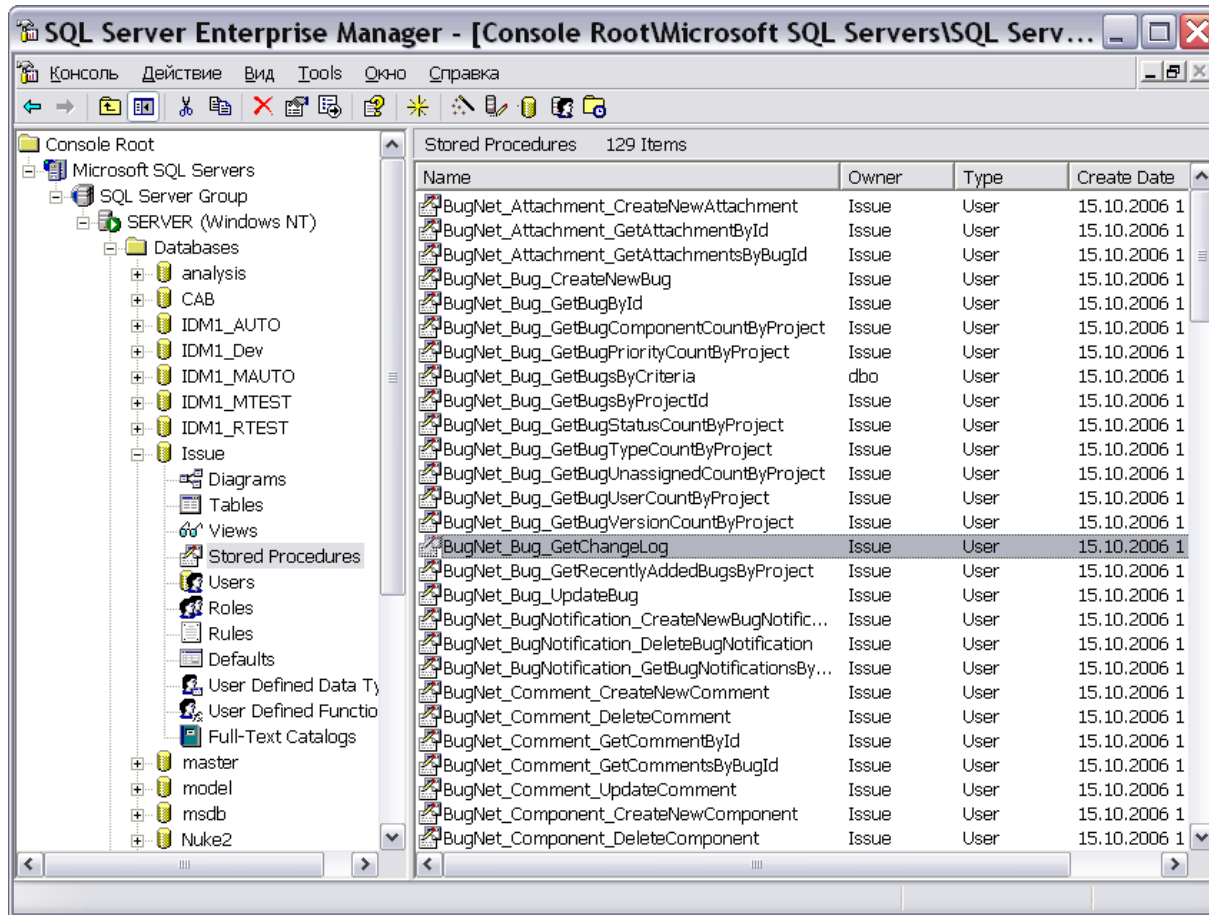 SQL Server Enterprise Manager - [Console Root\Microsoft SQL Servers\SQL Serv...
Консоль Действие Вид Tools Окно Справка
Console Root
Microsoft SQL Servers
SQL Server Group
SERVER (Windows NT)
Databases
analysis
CAB
IDM1_AUTO
IDM1_Dev
IDM1_MAUTO
IDM1_MTEST
IDM1_RTEST
Issue
Diagrams
Tables
Views
Stored Procedures
Users
Roles
Rules
Defaults
User Defined Data Ty
User Defined Functio
Full-Text Catalogs
master
model
msdb
Nuke2
Stored Procedures 129 Items
Name Owner Type Create Date
BugNet_Attachment_CreateNewAttachment Issue User 15.10.2006 1
BugNet_Attachment_GetAttachmentById Issue User 15.10.2006 1
BugNet_Attachment_GetAttachmentsByBugId Issue User 15.10.2006 1
BugNet_Bug_CreateNewBug Issue User 15.10.2006 1
BugNet_Bug_GetBugById Issue User 15.10.2006 1
BugNet_Bug_GetBugComponentCountByProject Issue User 15.10.2006 1
BugNet_Bug_GetBugPriorityCountByProject Issue User 15.10.2006 1
BugNet_Bug_GetBugsByCriteria dbo User 15.10.2006 1
BugNet_Bug_GetBugsByProjectId Issue User 15.10.2006 1
BugNet_Bug_GetBugStatusCountByProject Issue User 15.10.2006 1
BugNet_Bug_GetBugTypeCountByProject Issue User 15.10.2006 1
BugNet_Bug_GetBugUnassignedCountByProject Issue User 15.10.2006 1
BugNet_Bug_GetBugUserCountByProject Issue User 15.10.2006 1
BugNet_Bug_GetBugVersionCountByProject Issue User 15.10.2006 1
BugNet_Bug_GetChangeLog Issue User 15.10.2006 1
BugNet_Bug_GetRecentlyAddedBugsByProject Issue User 15.10.2006 1
BugNet_Bug_UpdateBug Issue User 15.10.2006 1
BugNet_BugNotification_CreateNewBugNotific... Issue User 15.10.2006 1
BugNet_BugNotification_DeleteBugNotification Issue User 15.10.2006 1
BugNet_BugNotification_GetBugNotificationsBy... Issue User 15.10.2006 1
BugNet_Comment_CreateNewComment Issue User 15.10.2006 1
BugNet_Comment_DeleteComment Issue User 15.10.2006 1
BugNet_Comment_GetCommentById Issue User 15.10.2006 1
BugNet_Comment_GetCommentsByBugId Issue User 15.10.2006 1
BugNet_Comment_UpdateComment Issue User 15.10.2006 1
BugNet_Component_CreateNewComponent Issue User 15.10.2006 1
BugNet_Component_DeleteComponent Issue User 15.10.2006 1